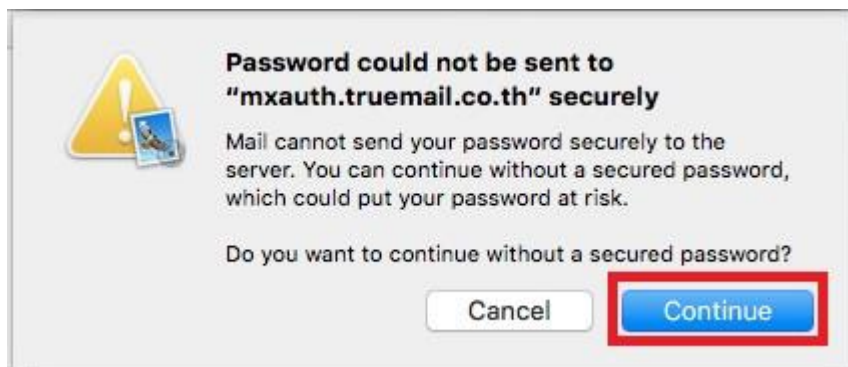 Password could not be sent to
“mxauth.truemail.co.th” securely
Mail cannot send your password securely to the
server. You can continue without a secured password,
which could put your password at risk.
Do you want to continue without a secured password?
Cancel
Continue